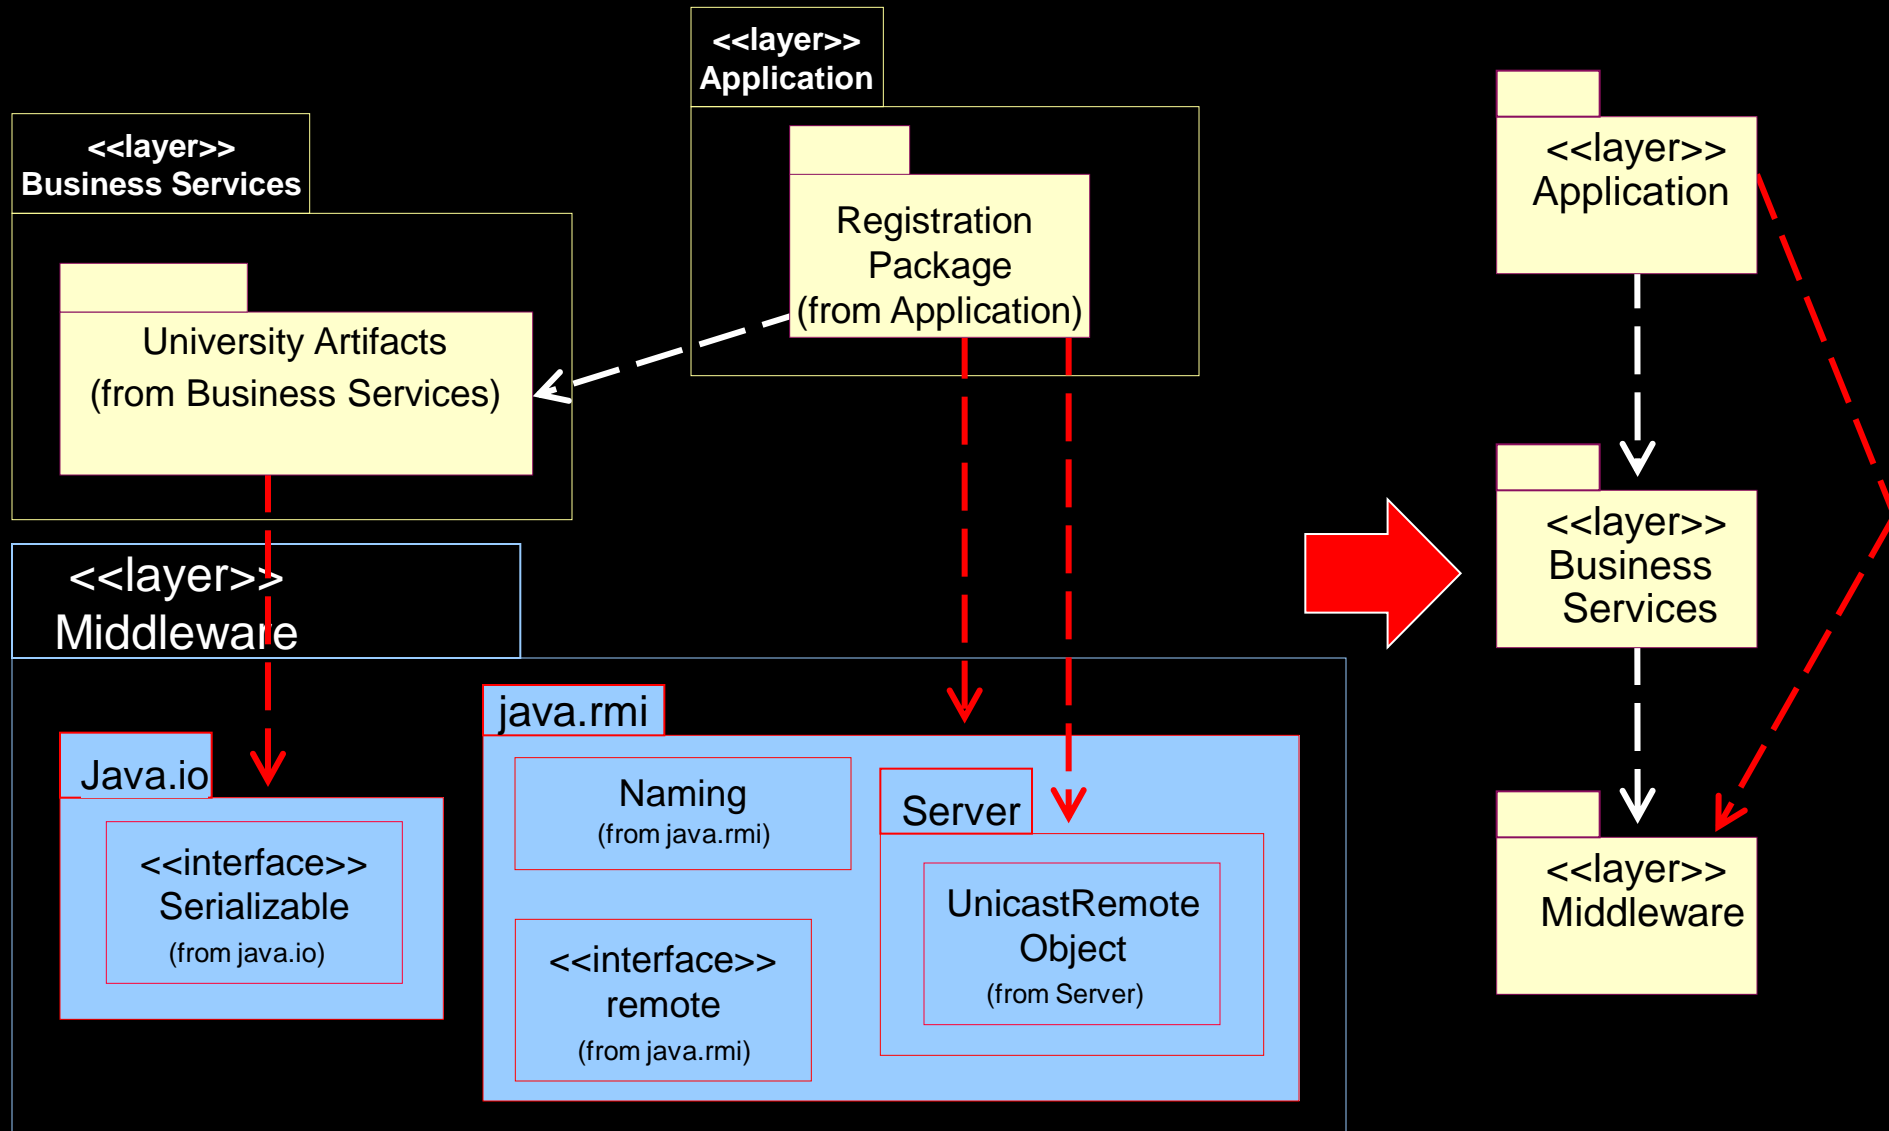 <<layer>>
Application
<<layer>>
Business Services
Registration
Package
(from Application)
University Artifacts
(from Business Services)
<<layer>>
Middleware
Java.io
<<interface>>
Serializable
(from java.io)
java.rmi
Naming
(from java.rmi)
<<interface>>
remote
(from java.rmi)
Server
UnicastRemote
Object
(from Server)
<<layer>>
Application
<<layer>>
Business
Services
<<layer>>
Middleware